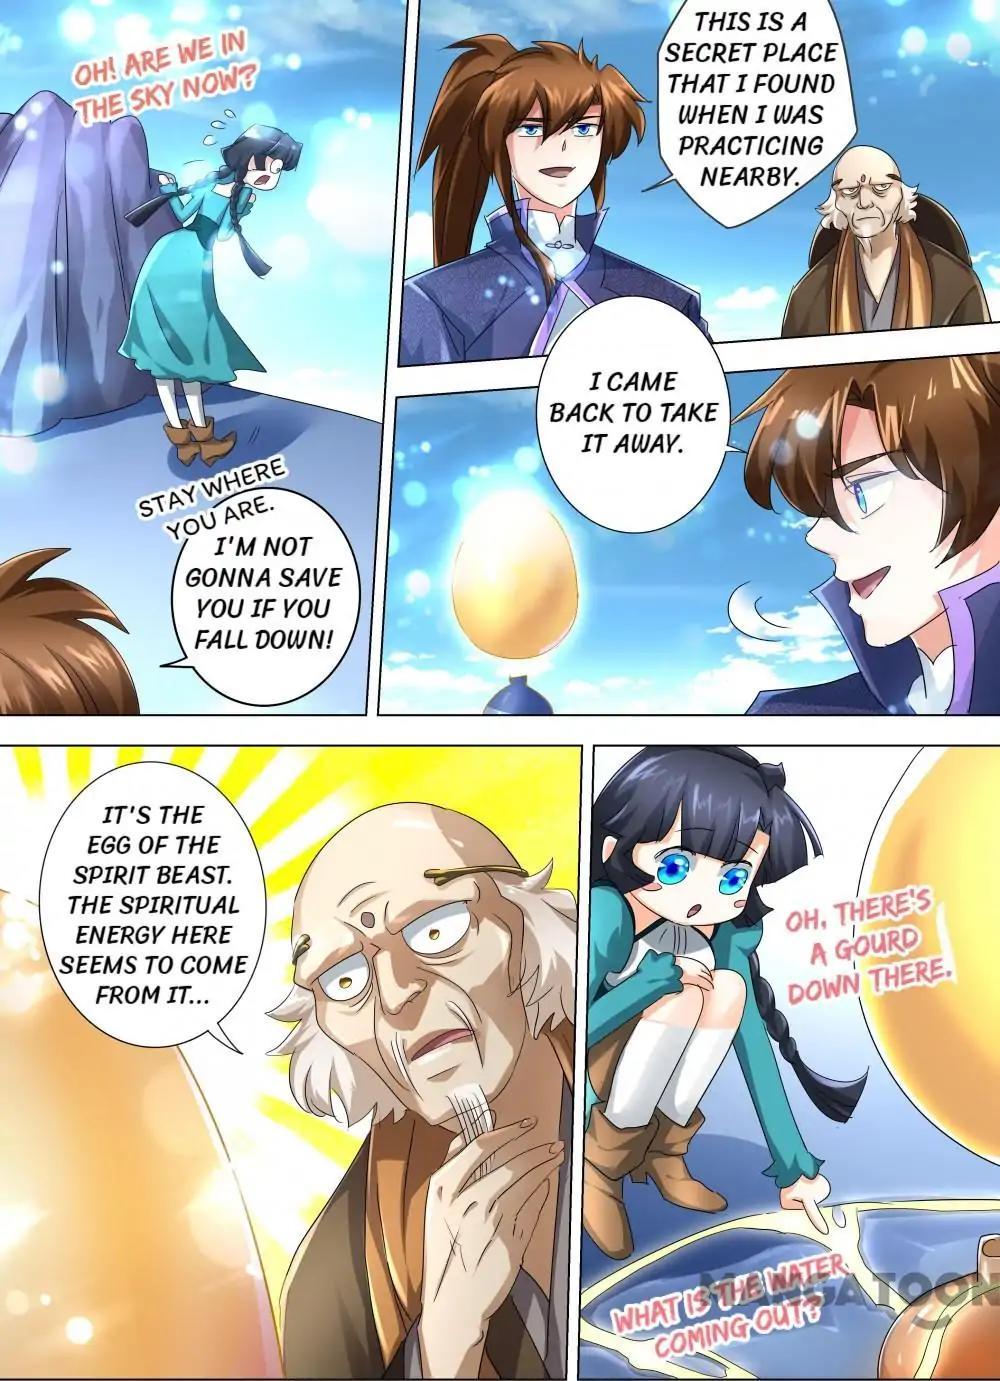 OH! ARE WE IN
THE SKY NOW?
STAY WHERE
YOU ARE.
I'M NOT
GONNA SAVE
YOU IF YOU
FALL DOWN!
THIS IS A
SECRET PLACE
THAT I FOUND
WHEN I WAS
PRACTICING
NEARBY.
I CAME
BACK TO TAKE
IT AWAY.
IT'S THE
EGG OF THE
SPIRIT BEAST.
THE SPIRITUAL
ENERGY HERE
SEEMS TO COME
FROM IT...
OH, THERE'S
A GOURD
DOWN THERE.
WHAT IS THE WATER
COMING OUT?
MANGATOON